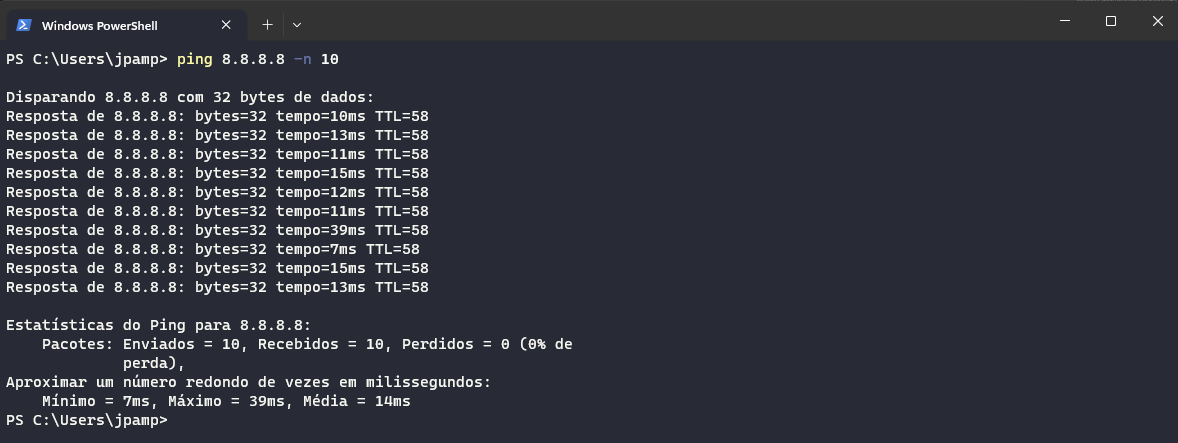 Windows PowerShell
PS C:\Users\jpamp> ping 8.8.8.8 -n 10
Disparando 8.8.8.8 com 32 bytes de dados:
Resposta de 8.8.8.8: bytes=32 tempo=10ms TTL=58
Resposta de 8.8.8.8: bytes=32 tempo=13ms TTL=58
Resposta de 8.8.8.8: bytes=32 tempo=11ms TTL=58
Resposta de 8.8.8.8: bytes=32 tempo=15ms TTL=58
Resposta de 8.8.8.8: bytes=32 tempo=12ms TTL=58
Resposta de 8.8.8.8: bytes=32 tempo=11ms TTL=58
Resposta de 8.8.8.8: bytes=32 tempo=39ms TTL=58
Resposta de 8.8.8.8: bytes=32 tempo=7ms TTL=58
Resposta de 8.8.8.8: bytes=32 tempo=15ms TTL=58
Resposta de 8.8.8.8: bytes=32 tempo=13ms TTL=58
Estatísticas do Ping para 8.8.8.8:
Pacotes: Enviados = 10, Recebidos = 10, Perdidos = 0 (0% de
perda),
Aproximar um número redondo de vezes em milissegundos:
Mínimo = 7ms, Máximo = 39ms, Média = 14ms
PS C:\Users\jpamp>